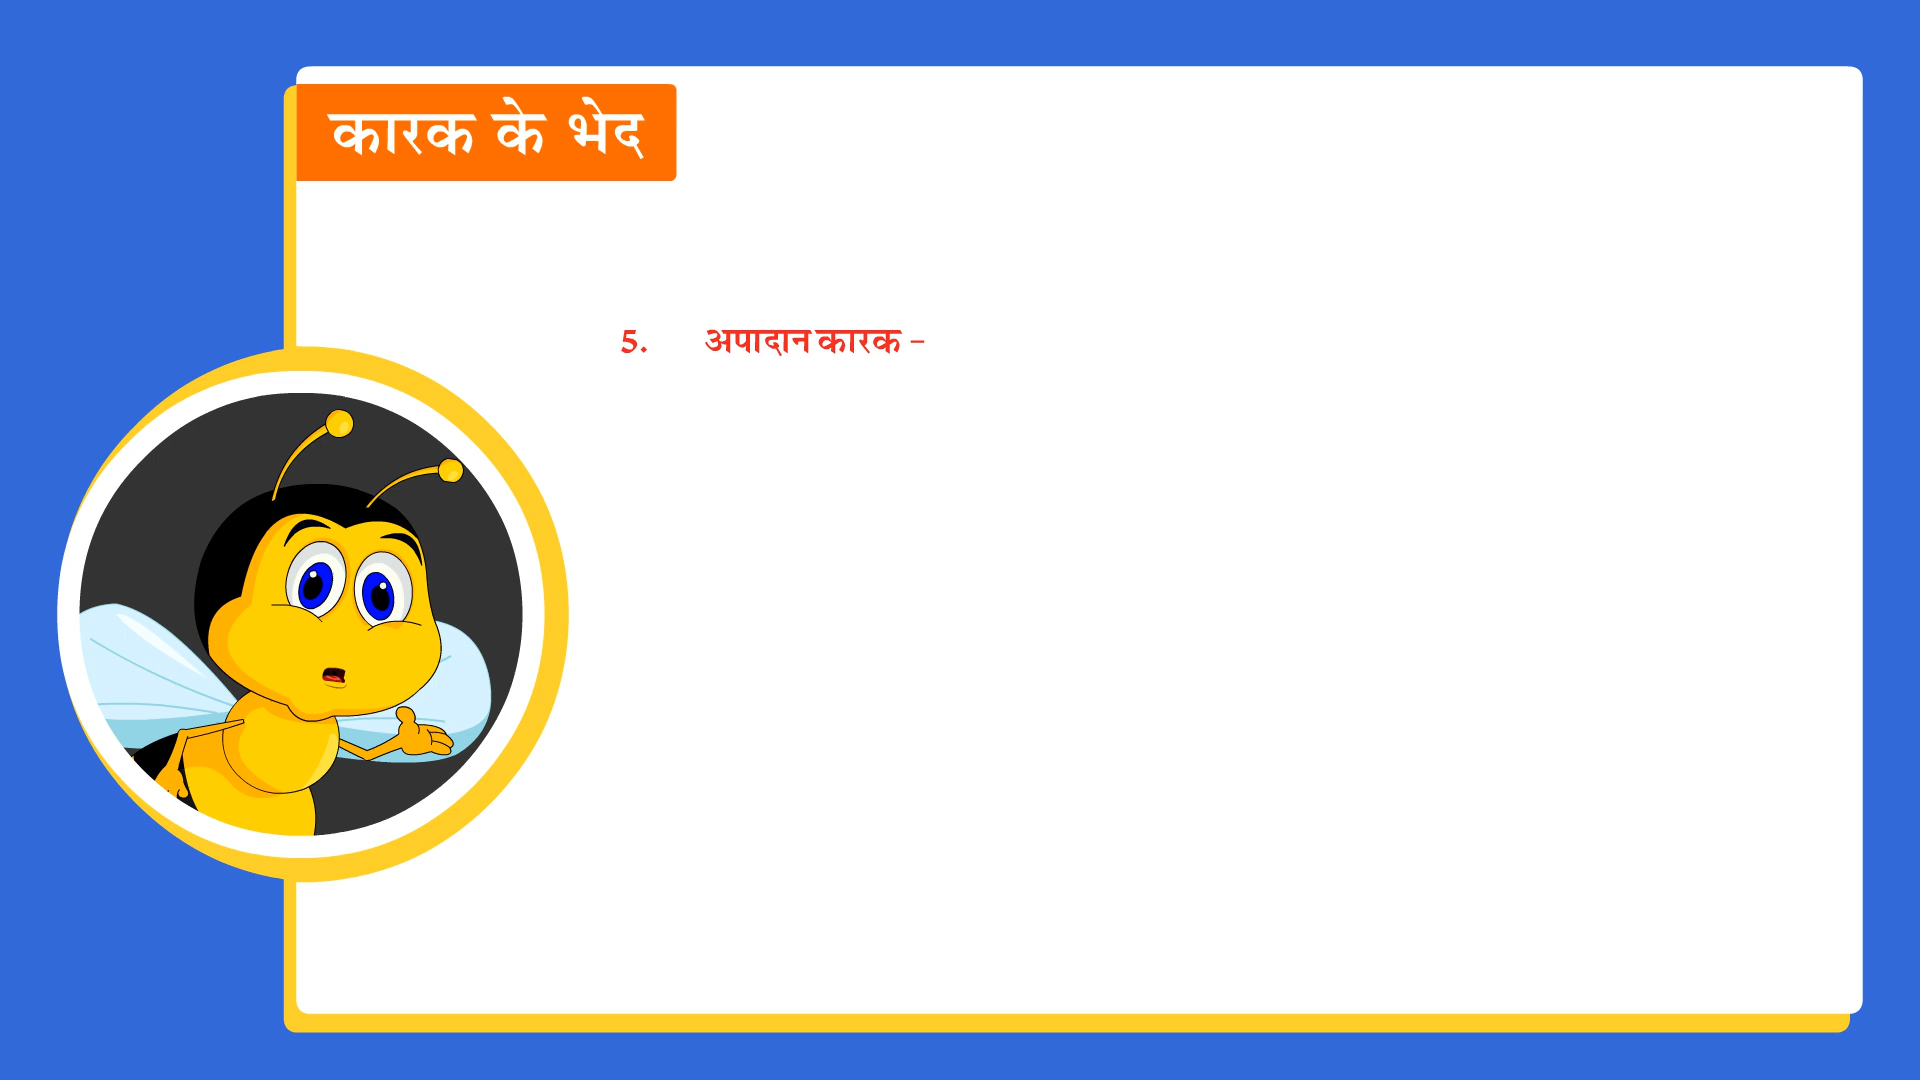 कारक के भेद
5. अपादान कारक –